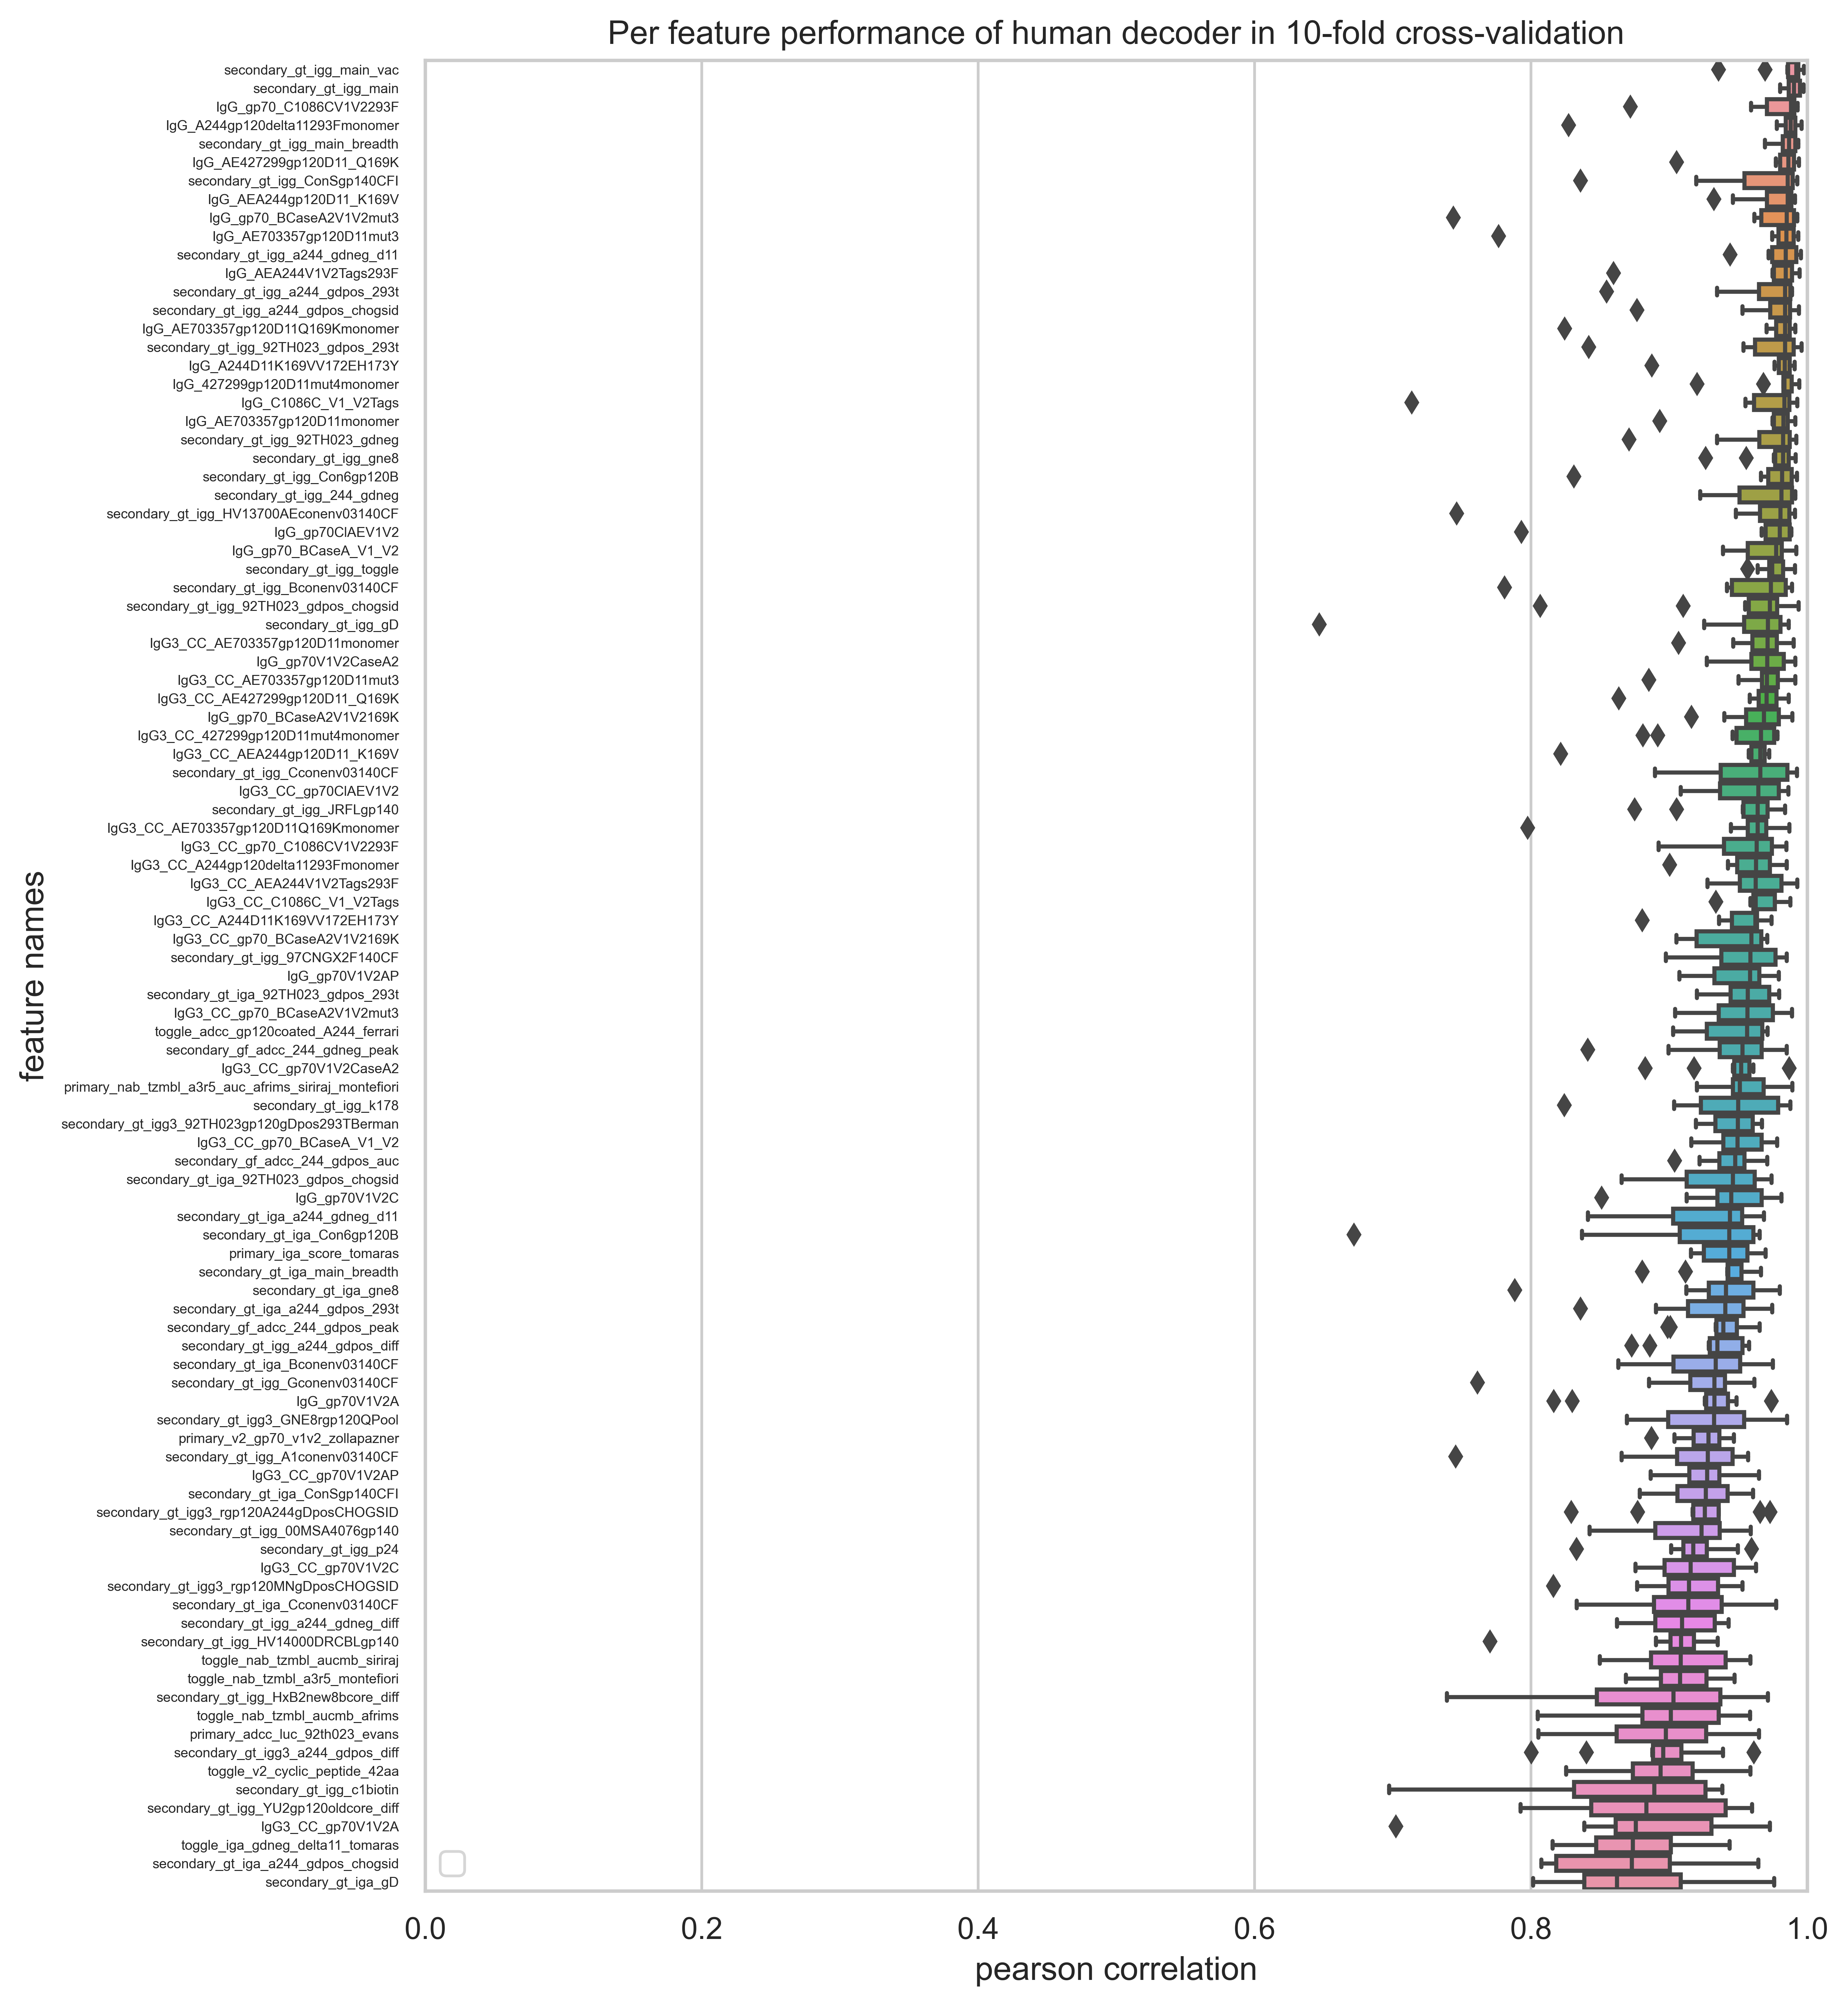 Per feature performance of human decoder in 10-fold cross-validation
secondary_gt_igg_main_vac
secondary_gt_igg_main
IgG_gp70_C1086CV1V2293F
IgG_A244gp120delta11293Fmonomer
secondary_gt_igg_main_breadth
IgG_AE427299gp120D11_Q169K
secondary_gt_igg_ConSgp140CFI
IgG_AEA244gp120D11_K169V
IgG_gp70_BCaseA2V1V2mut3
IgG_AE703357gp120D11mut3
secondary_gt_igg_a244_gdneg_d11
IgG_AEA244V1V2Tags293F
secondary_gt_igg_a244_gdpos_293t
secondary_gt_igg_a244_gdpos_chogsid
IgG_AE703357gp120D11Q169Kmonomer
secondary_gt_igg_92TH023_gdpos_293t
IgG_A244D11K169VV172EH173Y
IgG_427299gp120D11mut4monomer
IgG_C1086C_V1_V2Tags
IgG_AE703357gp120D11monomer
secondary_gt_igg_92TH023_gdneg
secondary_gt_igg_gne8
secondary_gt_igg_Con6gp120B
secondary_gt_igg_244_gdneg
secondary_gt_igg_HV13700AEconenv03140CF
IgG_gp70ClAEV1V2
IgG_gp70_BCaseA_V1_V2
secondary_gt_igg_toggle
secondary_gt_igg_Bconenv03140CF
secondary_gt_igg_92TH023_gdpos_chogsid
secondary_gt_igg_gD
IgG3_CC_AE703357gp120D11monomer
IgG_gp70V1V2CaseA2
IgG3_CC_AE703357gp120D11mut3
IgG3_CC_AE427299gp120D11_Q169K
IgG_gp70_BCaseA2V1V2169K
IgG3_CC_427299gp120D11mut4monomer
IgG3_CC_AEA244gp120D11_K169V
secondary_gt_igg_Cconenv03140CF
IgG3_CC_gp70ClAEV1V2
secondary_gt_igg_JRFLgp140
IgG3_CC_AE703357gp120D11Q169Kmonomer
IgG3_CC_gp70_C1086CV1V2293F
IgG3_CC_A244gp120delta11293Fmonomer
IgG3_CC_AEA244V1V2Tags293F
IgG3_CC_C1086C_V1_V2Tags
IgG3_CC_A244D11K169VV172EH173Y
IgG3_CC_gp70_BCaseA2V1V2169K
secondary_gt_igg_97CNGX2F140CF
IgG_gp70V1V2AP
secondary_gt_iga_92TH023_gdpos_293t
IgG3_CC_gp70_BCaseA2V1V2mut3
toggle_adcc_gp120coated_A244_ferrari
secondary_gf_adcc_244_gdneg_peak
IgG3_CC_gp70V1V2CaseA2
primary_nab_tzmbl_a3r5_auc_afrims_siriraj_montefiori
secondary_gt_igg_k178
secondary_gt_igg3_92TH023gp120gDpos293TBerman
IgG3_CC_gp70_BCaseA_V1_V2
secondary_gf_adcc_244_gdpos_auc
secondary_gt_iga_92TH023_gdpos_chogsid
IgG_gp70V1V2C
secondary_gt_iga_a244_gdneg_d11
secondary_gt_iga_Con6gp120B
primary_iga_score_tomaras
secondary_gt_iga_main_breadth
secondary_gt_iga_gne8
secondary_gt_iga_a244_gdpos_293t
secondary_gf_adcc_244_gdpos_peak
secondary_gt_igg_a244_gdpos_diff
secondary_gt_iga_Bconenv03140CF
secondary_gt_igg_Gconenv03140CF
IgG_gp70V1V2A
secondary_gt_igg3_GNE8rgp120QPool
primary_v2_gp70_v1v2_zollapazner
secondary_gt_igg_A1conenv03140CF
IgG3_CC_gp70V1V2AP
secondary_gt_iga_ConSgp140CFI
secondary_gt_igg3_rgp120A244gDposCHOGSID
secondary_gt_igg_00MSA4076gp140
secondary_gt_igg_p24
IgG3_CC_gp70V1V2C
secondary_gt_igg3_rgp120MNgDposCHOGSID
secondary_gt_iga_Cconenv03140CF
secondary_gt_igg_a244_gdneg_diff
secondary_gt_igg_HV14000DRCBLgp140
toggle_nab_tzmbl_aucmb_siriraj
toggle_nab_tzmbl_a3r5_montefiori
secondary_gt_igg_HxB2new8bcore_diff
toggle_nab_tzmbl_aucmb_afrims
primary_adcc_luc_92th023_evans
secondary_gt_igg3_a244_gdpos_diff
toggle_v2_cyclic_peptide_42aa
secondary_gt_igg_c1biotin
secondary_gt_igg_YU2gp120oldcore_diff
IgG3_CC_gp70V1V2A
toggle_iga_gdneg_delta11_tomaras
secondary_gt_iga_a244_gdpos_chogsid
secondary_gt_iga_gD
feature names
0.0 0.2 0.4 0.6 0.8 1.0
pearson correlation